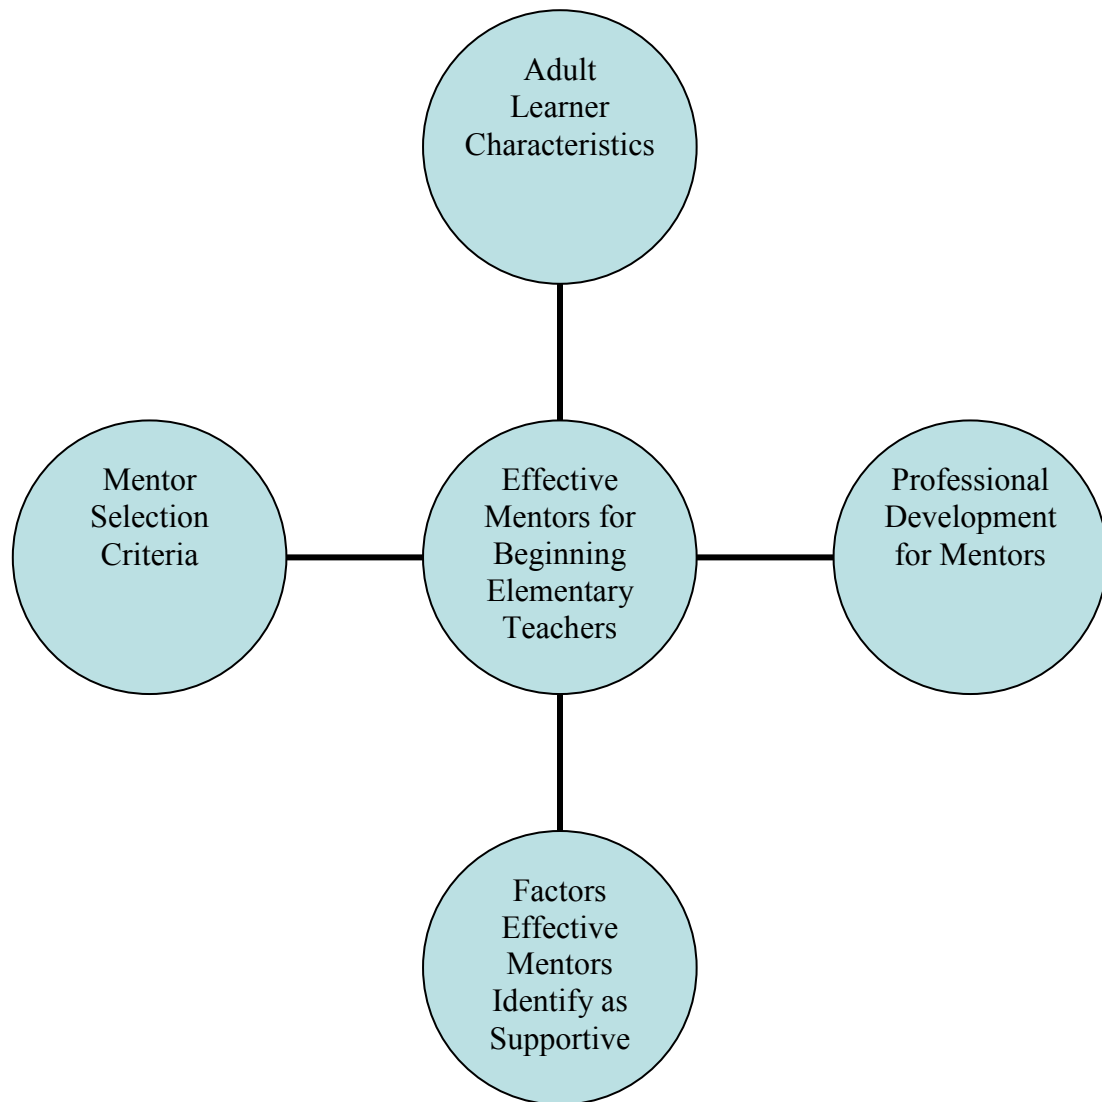 Adult
Learner
Characteristics
Mentor
Selection
Criteria
Effective
Mentors for
Beginning
Elementary
Teachers
Professional
Development
for Mentors
Factors
Effective
Mentors
Identify as
Supportive